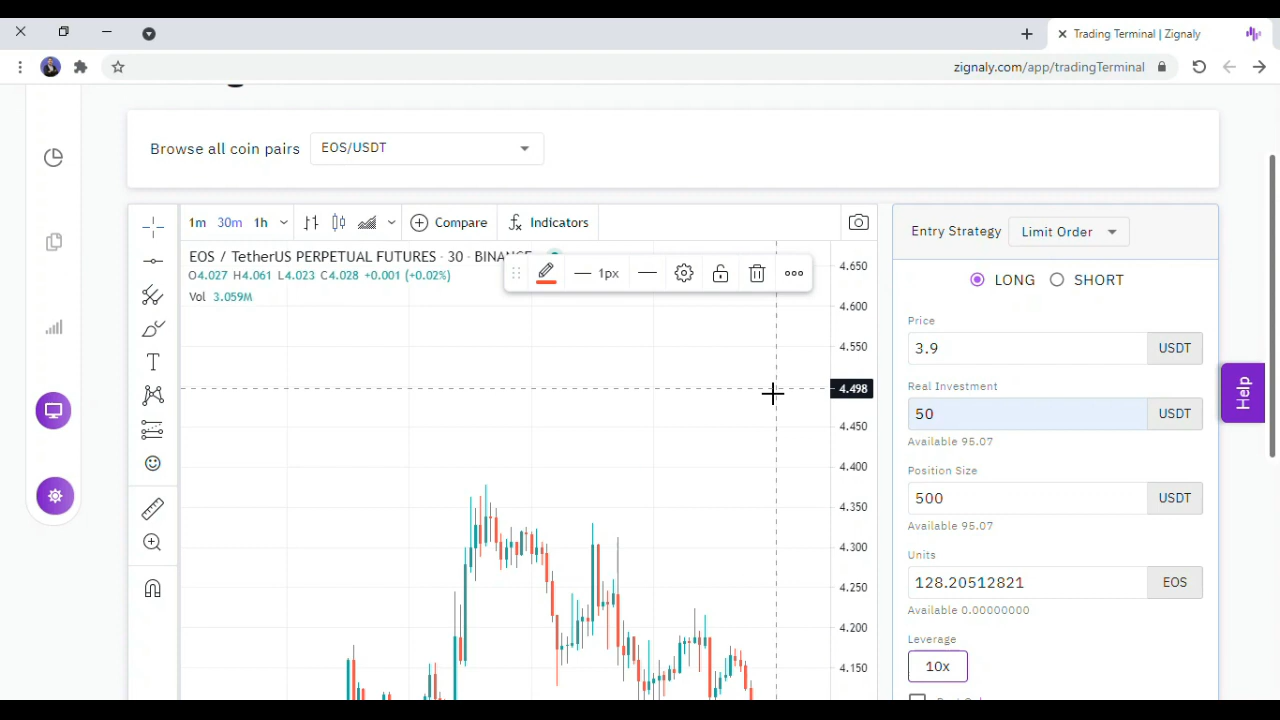 Trading Terminal | Zignaly
zignaly.com/app/tradingTerminal
Browse all coin pairs EOS/USDT
1m 30m 1h Compare Indicators
EOS / TetherUS PERPETUAL FUTURES · 30 · BINANCE
O4.027 H4.061 L4.023 C4.028 +0.001 (+0.02%)
Vol 3.059M
1px
4.650
4.600
4.550
4.498
4.450
4.400
4.350
4.300
4.250
4.200
4.150
Entry Strategy Limit Order
LONG SHORT
Price
3.9 USDT
Real Investment
50 USDT
Available 95.07
Position Size
500 USDT
Available 95.07
Units
128.20512821 EOS
Available 0.00000000
Leverage
10x
Help